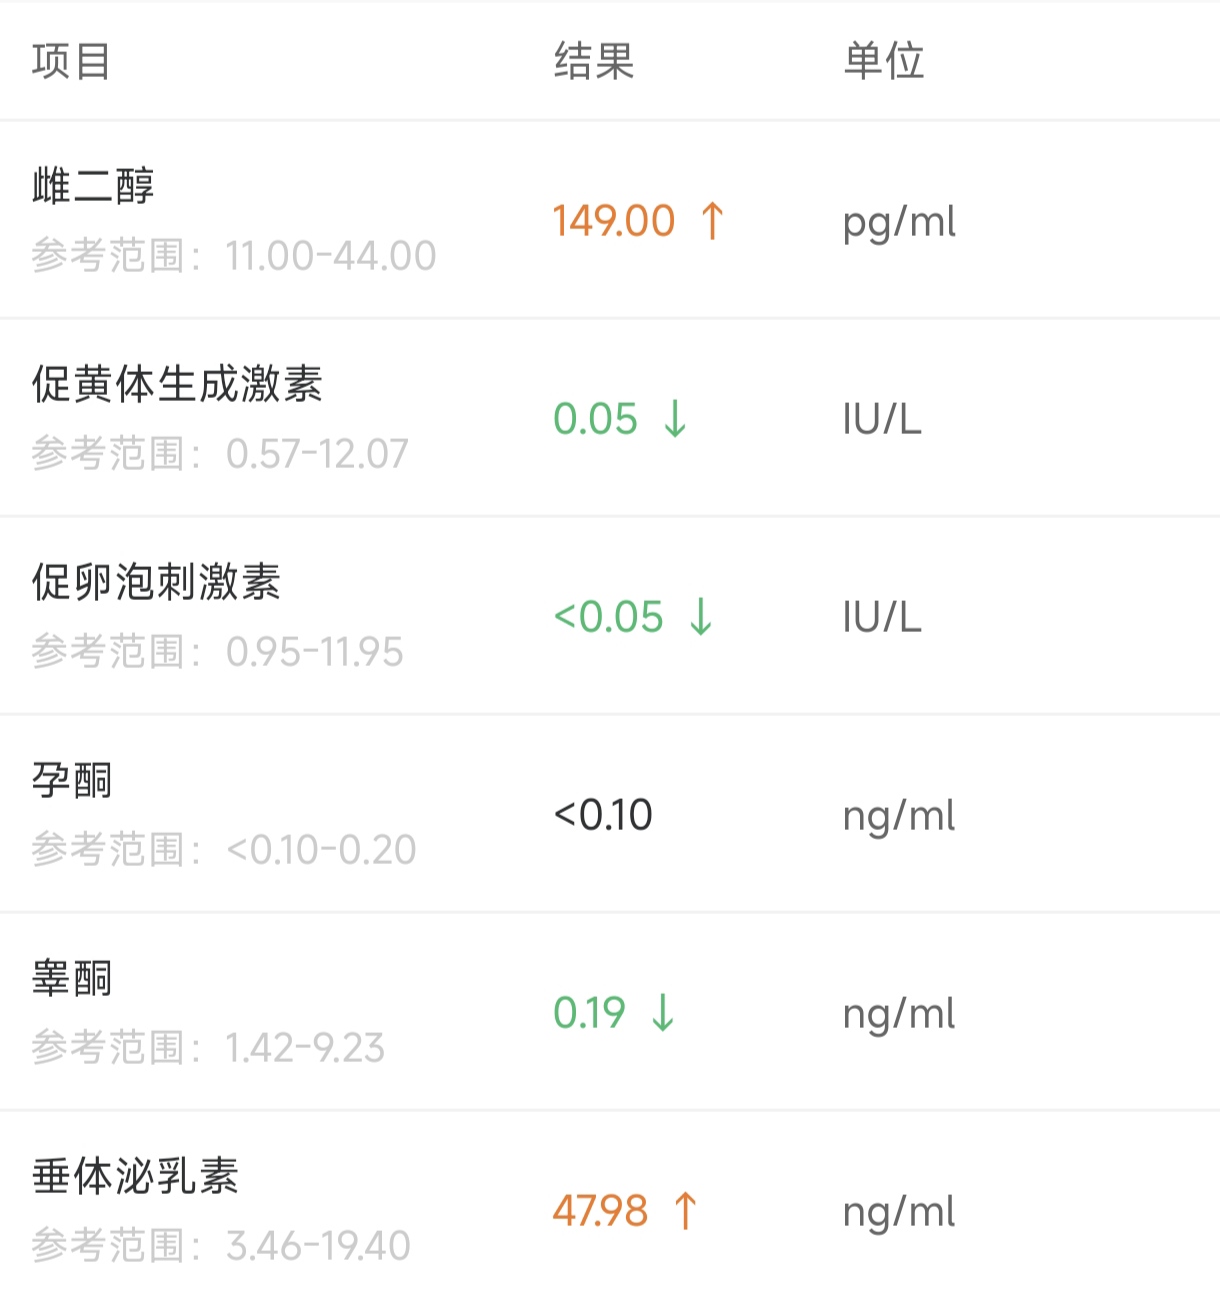 项目 结果 单位
雌二醇
149.00 ↑ pg/ml
参考范围：11.00-44.00
促黄体生成激素
0.05 ↓ IU/L
参考范围：0.57-12.07
促卵泡刺激素
<0.05 ↓ IU/L
参考范围：0.95-11.95
孕酮
<0.10 ng/ml
参考范围：<0.10-0.20
睾酮
0.19 ↓ ng/ml
参考范围：1.42-9.23
垂体泌乳素
47.98 ↑ ng/ml
参考范围：3.46-19.40